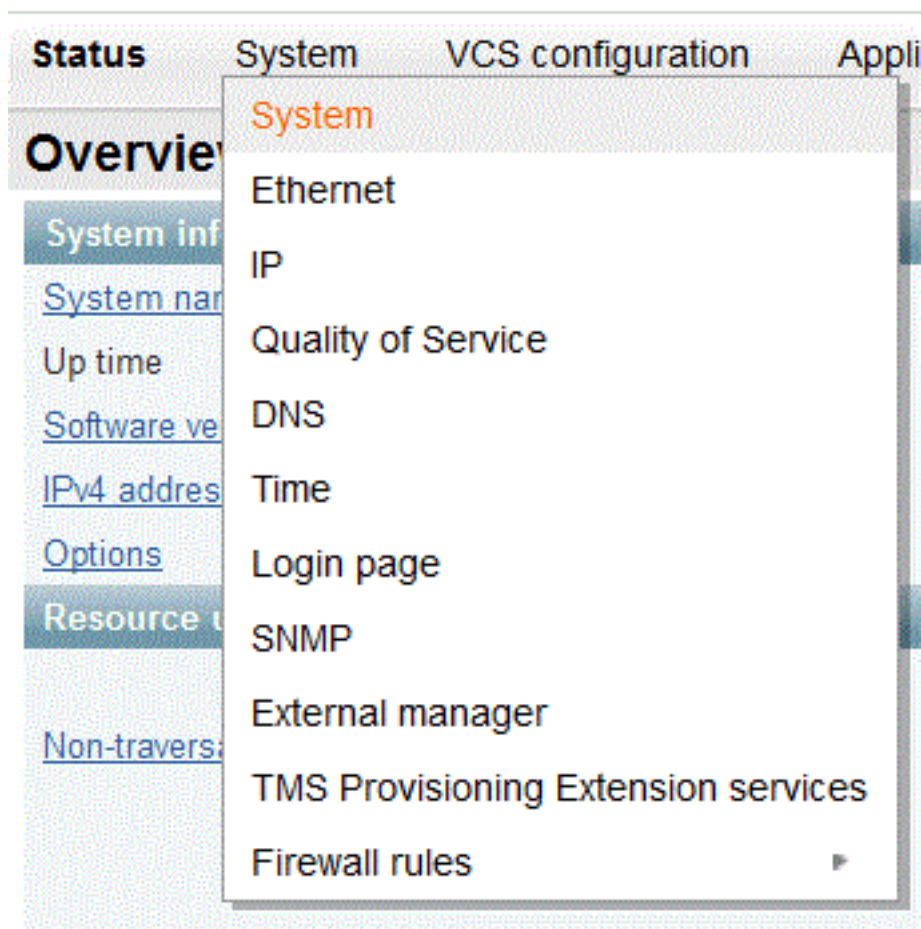 Status System VCS configuration Appli
System
Overvie
Ethernet
System inf
IP
System nar
Quality of Service
Up time
DNS
Software ve
Time
IPv4 addres
Login page
Options
SNMP
Resource u
External manager
Non-traversa
TMS Provisioning Extension services
Firewall rules